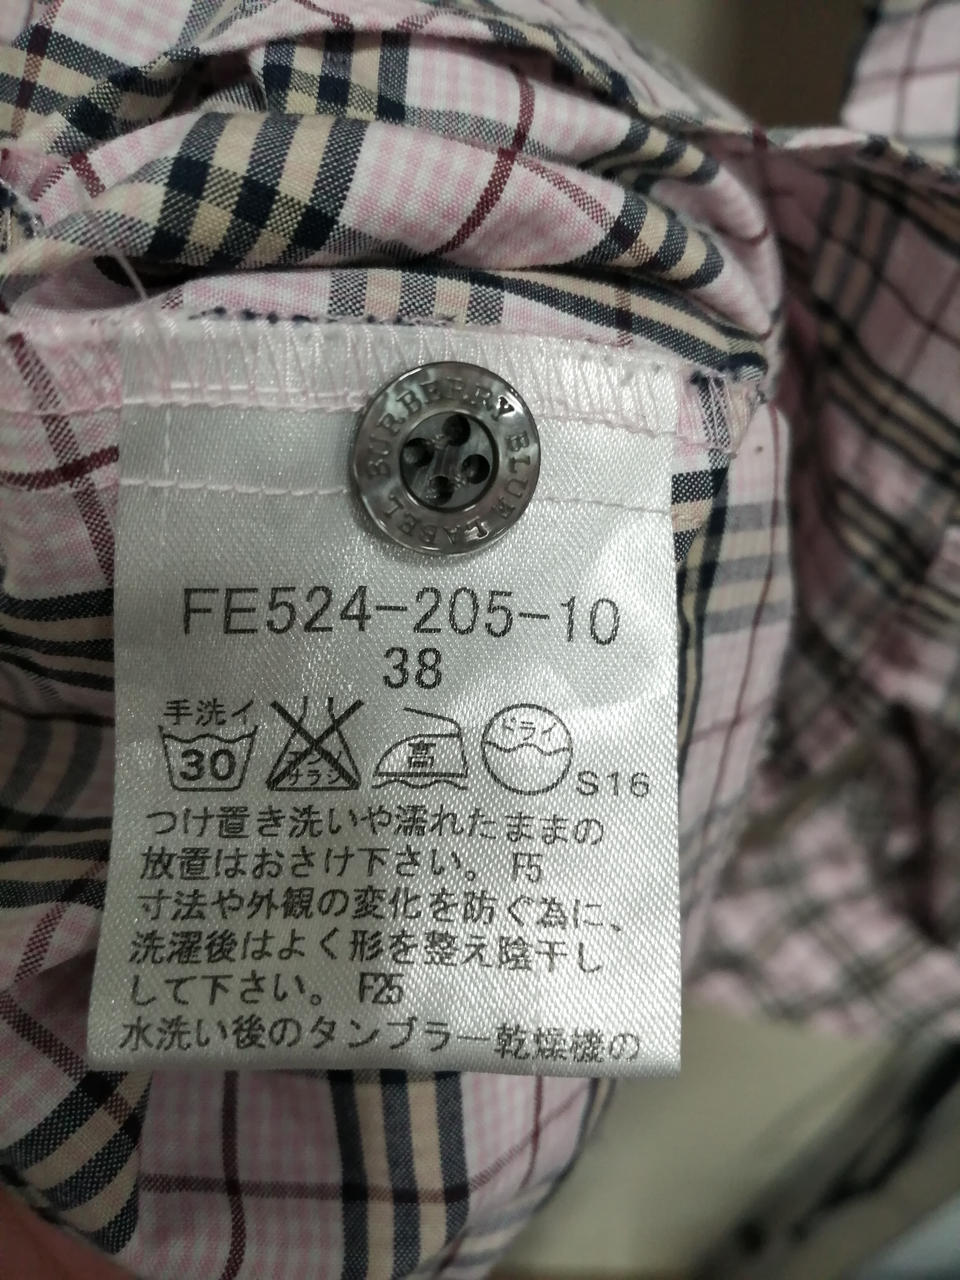 BURBERRY BLUE LABEL
FE524-205-10
38
手洗イ
30
エンソ
サラシ
高
ドライ
S16
つけ置き洗いや濡れたままの
放置はおさけ下さい。 F5
寸法や外観の変化を防ぐ為に、
洗濯後はよく形を整え陰干し
して下さい。 F25
水洗い後のタンブラー乾燥機の